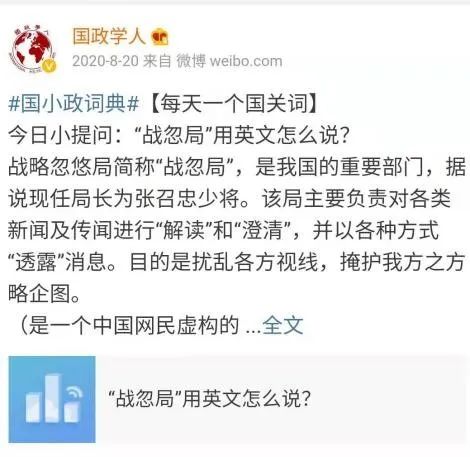 国政学人
2020-8-20 来自 微博 weibo.com
#国小政词典#【每天一个国关词】
今日小提问：“战忽局”用英文怎么说？
战略忽悠局简称“战忽局”，是我国的重要部门，据
说现任局长为张召忠少将。该局主要负责对各类
新闻及传闻进行“解读”和“澄清”，并以各种方式
“透露”消息。目的是扰乱各方视线，掩护我方之方
略企图。
（是一个中国网民虚构的 ...全文
“战忽局”用英文怎么说？